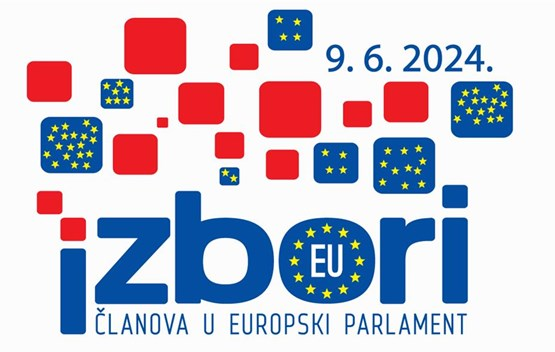 9. 6. 2024.
izbori
EU
ČLANOVA U EUROPSKI PARLAMENT